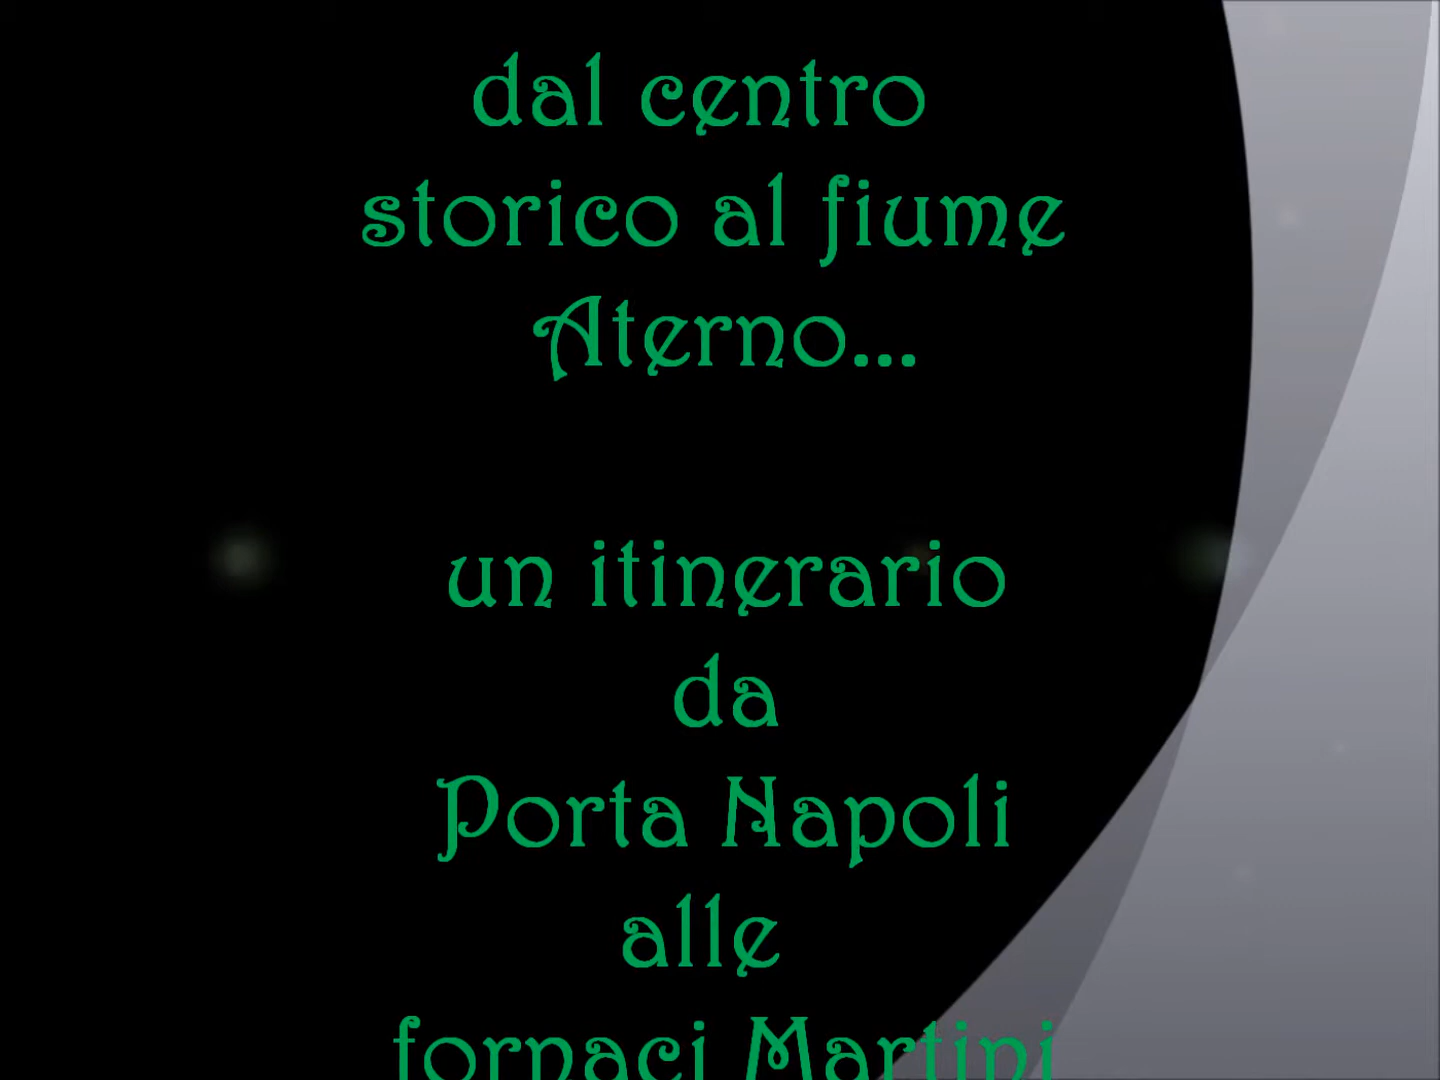 dal centro
storico al fiume
Aterno...
un itinerario
da
Porta Napoli
alle
fornaci Martini